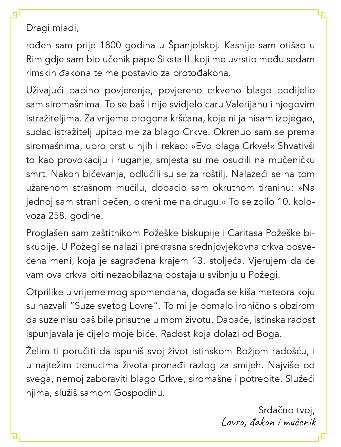 Dragi mladi,
rođen sam prije 1800 godina u Španjolskoj. Kasnije sam otišao u
Rim gdje sam bio učenik pape Siksta II. koji me uvrstio među sedam
rimskih đakona te me postavio za protođakona.
Uživajući papino povjerenje, povjereno crkveno blago podijelio
sam siromašnima. To se baš i nije svidjelo caru Valerijanu i njegovim
istražiteljima. Za vrijeme progona kršćana, koje ni ja nisam izbjegao,
sudac istražitelj upitao me za blago Crkve. Okrenuo sam se prema
siromašnima, upro prst u njih i rekao: »Evo blaga Crkve!« Shvativši
to kao provokaciju i ruganje, smjesta su me osudili na mučeničku
smrt. Nakon bičevanja, odlučili su se za roštilj. Nalazeći se na tom
užarenom strašnom mučilu, dobacio sam okrutnom tiraninu: »Na
jednoj sam strani pečen, okreni me na drugu.« To se zbilo 10. kolo-
voza 258. godine.
Proglašen sam zaštitnikom Požeške biskupije i Caritasa Požeške bi-
skupije. U Požegi se nalazi i prekrasna srednjovjekovna crkva posve-
ćena meni, koja je sagrađena krajem 13. stoljeća. Vjerujem da će
vam ova crkva biti nezaobilazna postaja u svibnju u Požegi.
Otprilike u vrijeme mog spomendana, događa se kiša meteora koju
su nazvali "Suze svetog Lovre". To mi je pomalo ironično s obzirom
da suze nisu baš bile prisutne u mom životu. Dapače, istinska radost
ispunjavala je cijelo moje biće. Radost koja dolazi od Boga.
Želim ti poručiti da ispuniš svoj život istinskom Božjom radošću, i
u najtežim trenucima života pronađi razlog za smijeh. Najviše od
svega, nemoj zaboraviti blago Crkve, siromašne i potrebite. Služeći
njima, služiš samom Gospodinu.
Srdačno tvoj,
Lovro, đakon i mučenik